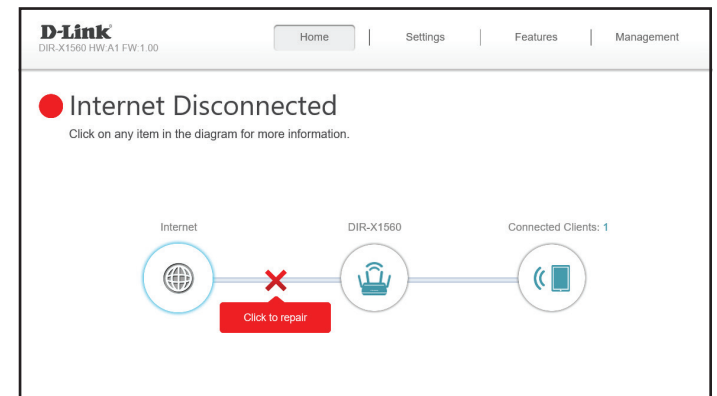 D-Link
DIR-X1560 HW:A1 FW:1.00
Home
Settings
Features
Management
Internet Disconnected
Click on any item in the diagram for more information.
Internet
DIR-X1560
Connected Clients: 1
Click to repair